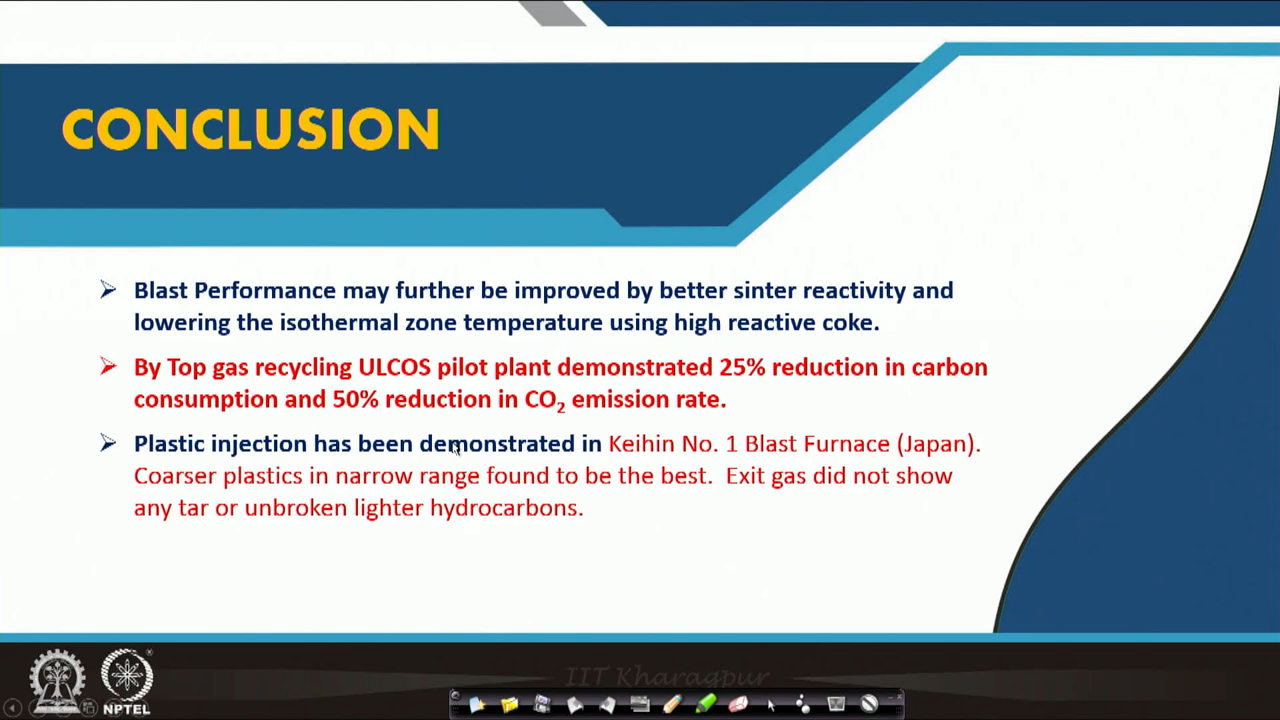 CONCLUSION
Blast Performance may further be improved by better sinter reactivity and
lowering the isothermal zone temperature using high reactive coke.
By Top gas recycling ULCOS pilot plant demonstrated 25% reduction in carbon
consumption and 50% reduction in CO₂ emission rate.
Plastic injection has been demonstrated in Keihin No. 1 Blast Furnace (Japan).
Coarser plastics in narrow range found to be the best. Exit gas did not show
any tar or unbroken lighter hydrocarbons.
IIT Kharagpur
NPTEL